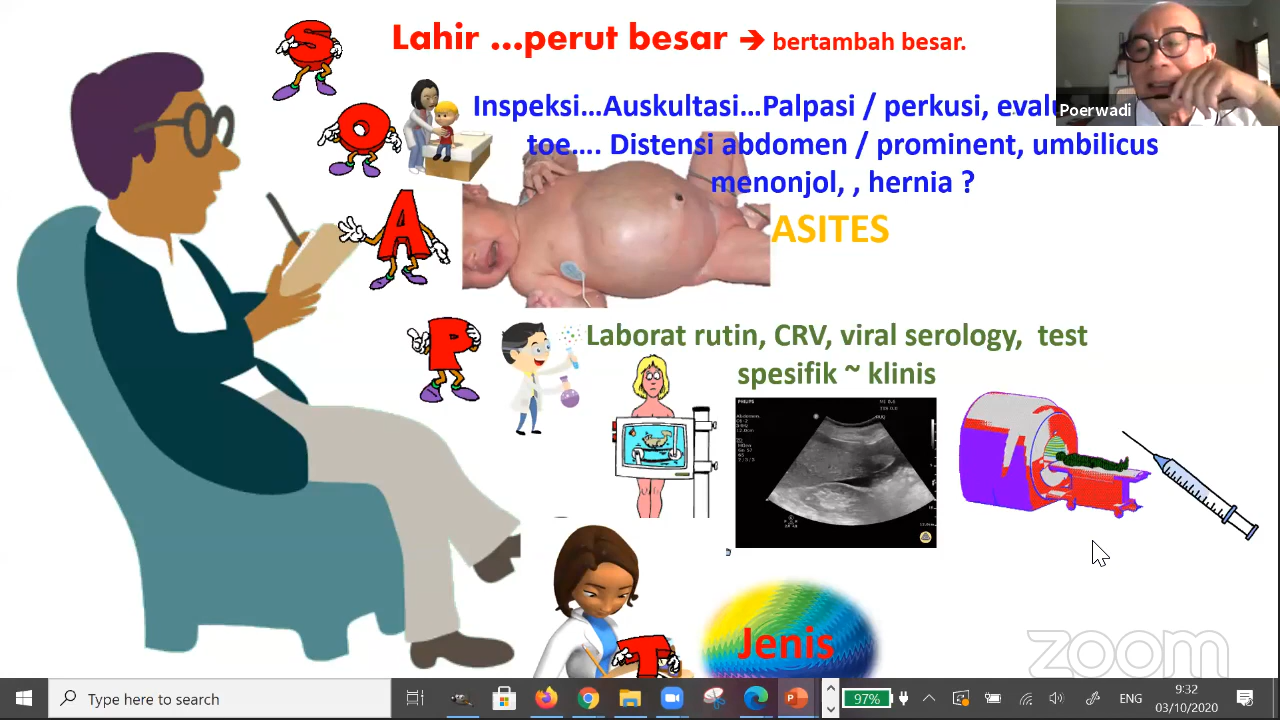 S
Lahir ...perut besar ➔ bertambah besar.
O
Inspeksi...Auskultasi...Palpasi / perkusi,
Poerwadi
toe.... Distensi abdomen / prominent, umbilicus
menonjol, , hernia ?
A
ASITES
P
Laborat rutin, CRV, viral serology, test
spesifik ~ klinis
PHILIPS
T
Jenis
zoom
Type here to search
97%
ENG
9:32
03/10/2020